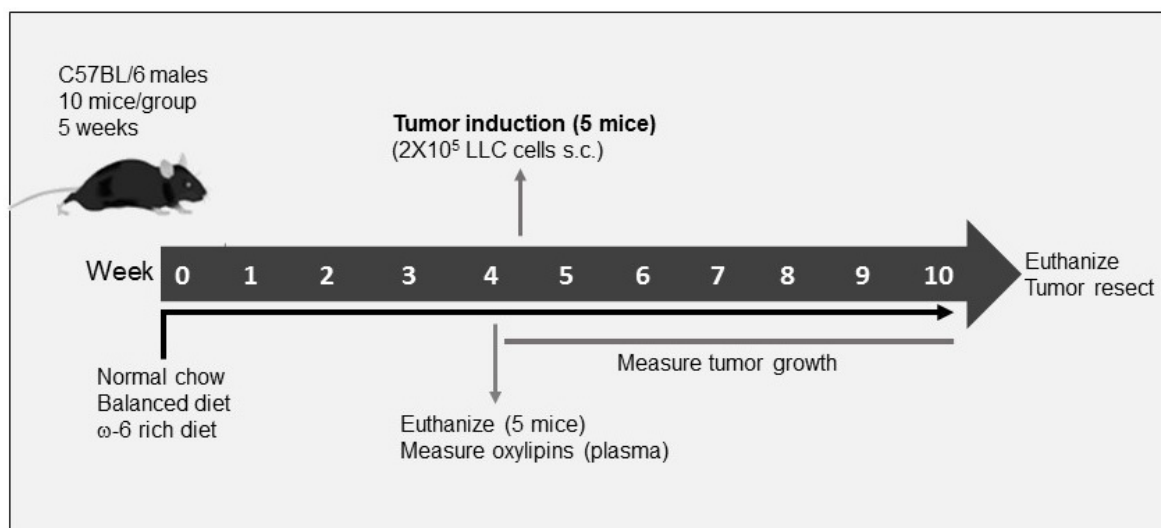 C57BL/6 males
10 mice/group
5 weeks
Tumor induction (5 mice)
(2X10⁵ LLC cells s.c.)
Week 0 1 2 3 4 5 6 7 8 9 10
Euthanize
Tumor resect
Normal chow
Balanced diet
ω-6 rich diet
Measure tumor growth
Euthanize (5 mice)
Measure oxylipins (plasma)